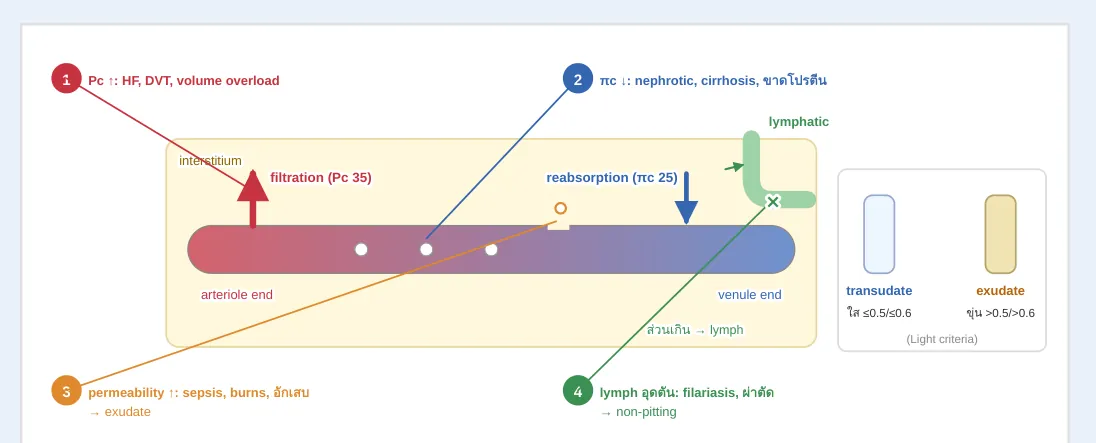 1 Pc ↑: HF, DVT, volume overload
2 πc ↓: nephrotic, cirrhosis, ขาดโปรตีน
lymphatic
interstitium
filtration (Pc 35)
reabsorption (πc 25)
arteriole end
venule end
ส่วนเกิน → lymph
transudate
ใส ≤0.5/≤0.6
exudate
ขุ่น >0.5/>0.6
(Light criteria)
3 permeability ↑: sepsis, burns, อักเสบ
→ exudate
4 lymph อุดตัน: filariasis, ผ่าตัด
→ non-pitting